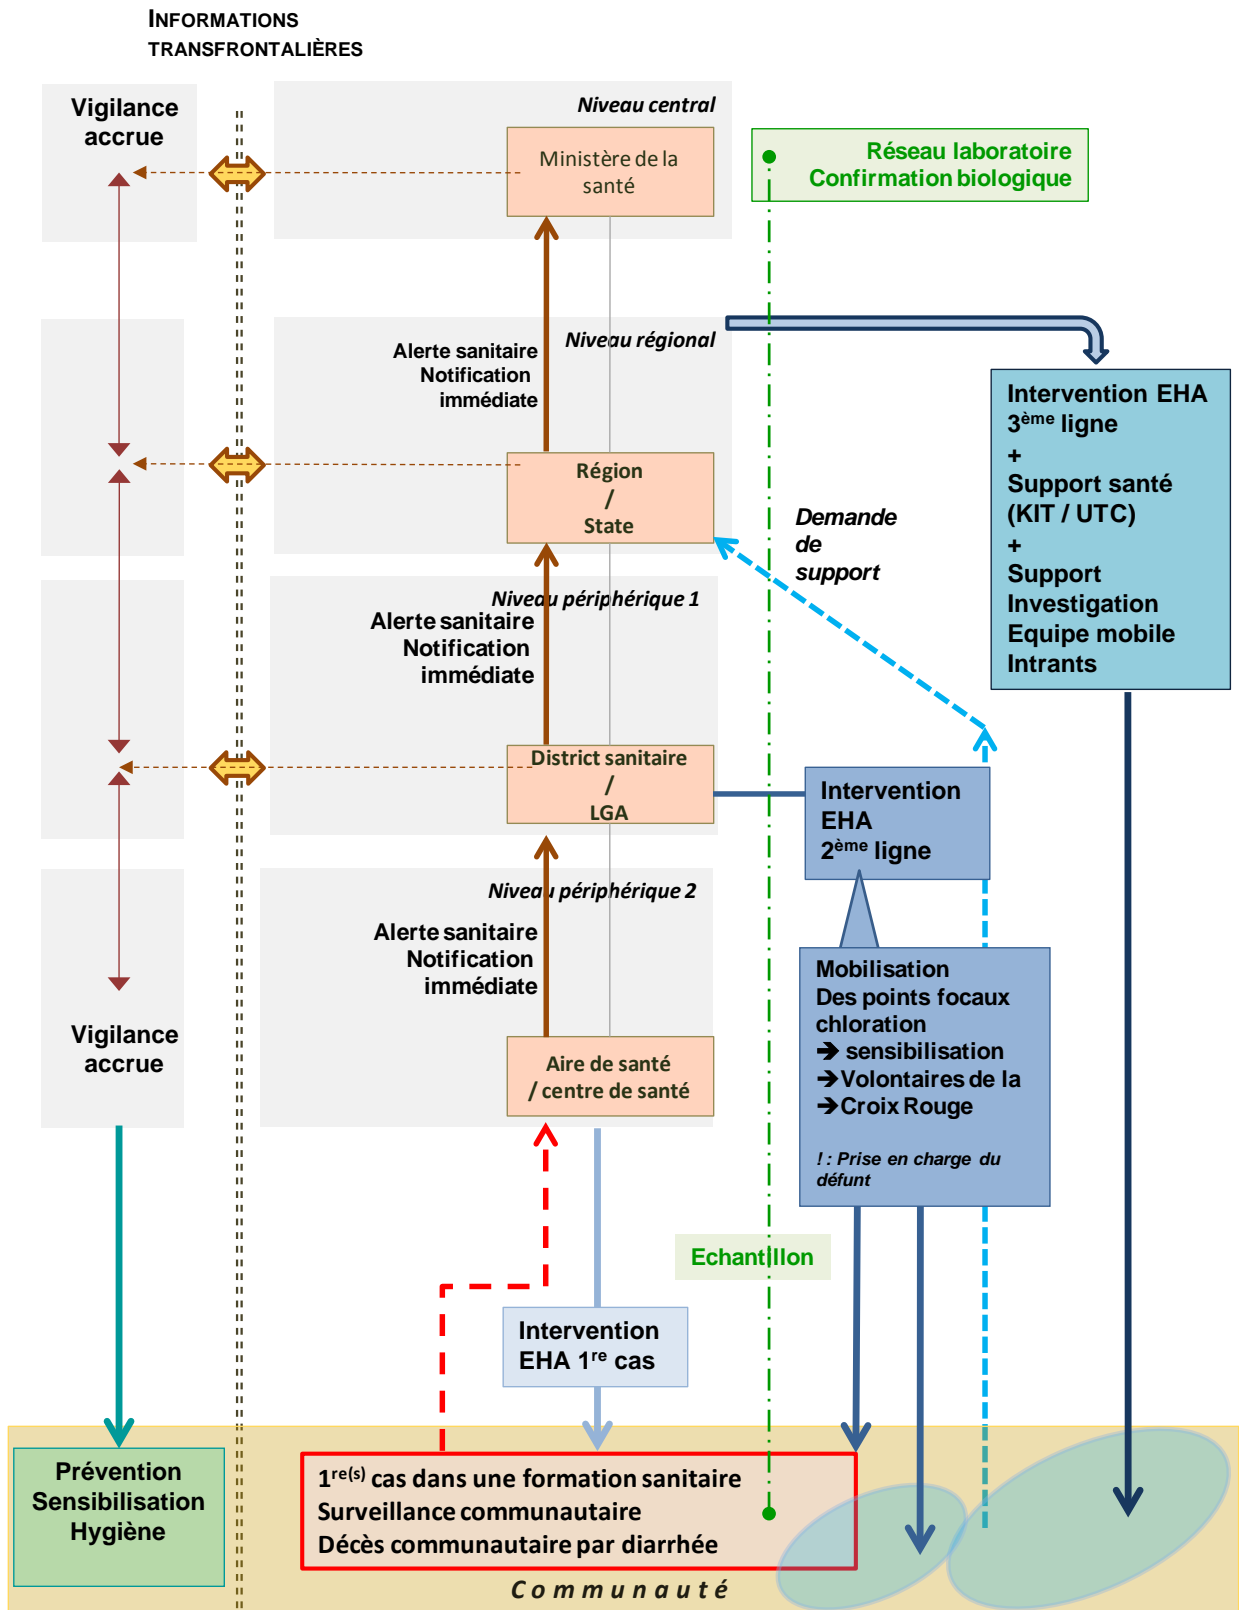 INFORMATIONS
TRANSFRONTALIÈRES
Vigilance
accrue
Niveau central
Ministère de la
santé
Réseau laboratoire
Confirmation biologique
Niveau régional
Alerte sanitaire
Notification
immédiate
Région
/
State
Intervention EHA
3ème ligne
+
Support santé
(KIT / UTC)
+
Support
Investigation
Equipe mobile
Intrants
Demande
de
support
Niveau périphérique 1
Alerte sanitaire
Notification
immédiate
District sanitaire
/
LGA
Intervention
EHA
2ème ligne
Niveau périphérique 2
Alerte sanitaire
Notification
immédiate
Mobilisation
Des points focaux
chloration
➔ sensibilisation
➔Volontaires de la
➔Croix Rouge
! : Prise en charge du
défunt
Vigilance
accrue
Aire de santé
/ centre de santé
Echantillon
Intervention
EHA 1re cas
Prévention
Sensibilisation
Hygiène
1re(s) cas dans une formation sanitaire
Surveillance communautaire
Décès communautaire par diarrhée
Communauté